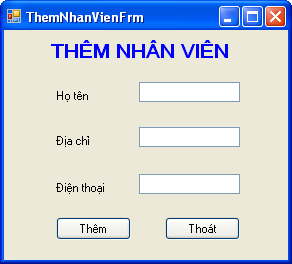 ThemNhanVienFrm
THÊM NHÂN VIÊN
Họ tên
Địa chỉ
Điện thoại
Thêm Thoát